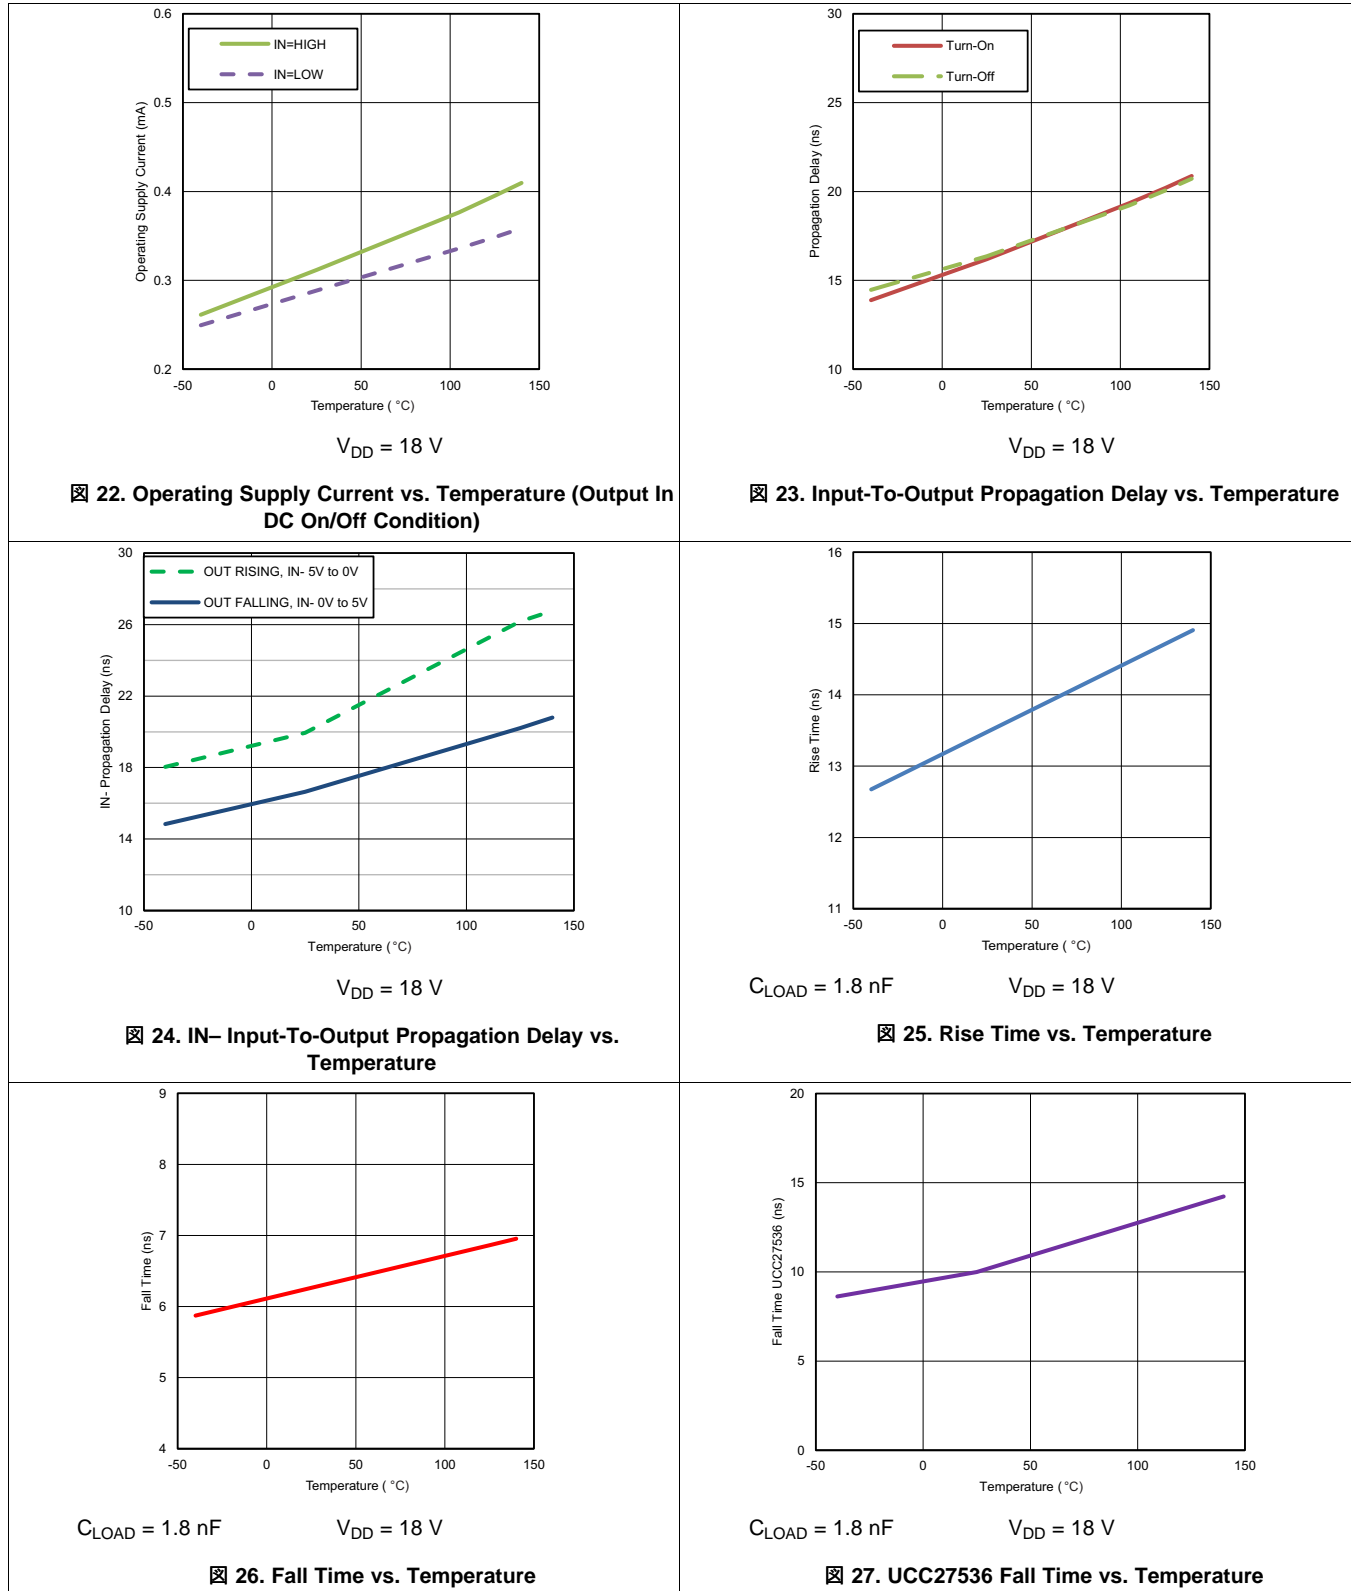 0.6
0.5
0.4
0.3
0.2
-50 0 50 100 150
IN=HIGH
IN=LOW
Operating Supply Current (mA)
Temperature ( °C)
V_DD = 18 V
図 22. Operating Supply Current vs. Temperature (Output In
DC On/Off Condition)
30
25
20
15
10
-50 0 50 100 150
Turn-On
Turn-Off
Propagation Delay (ns)
Temperature ( °C)
V_DD = 18 V
図 23. Input-To-Output Propagation Delay vs. Temperature
30
26
22
18
14
10
-50 0 50 100 150
OUT RISING, IN- 5V to 0V
OUT FALLING, IN- 0V to 5V
IN- Propagation Delay (ns)
Temperature ( °C)
V_DD = 18 V
図 24. IN– Input-To-Output Propagation Delay vs.
Temperature
16
15
14
13
12
11
-50 0 50 100 150
Rise Time (ns)
Temperature ( °C)
C_LOAD = 1.8 nF V_DD = 18 V
図 25. Rise Time vs. Temperature
9
8
7
6
5
4
-50 0 50 100 150
Fall Time (ns)
Temperature ( °C)
C_LOAD = 1.8 nF V_DD = 18 V
図 26. Fall Time vs. Temperature
20
15
10
5
0
-50 0 50 100 150
Fall Time UCC27536 (ns)
Temperature ( °C)
C_LOAD = 1.8 nF V_DD = 18 V
図 27. UCC27536 Fall Time vs. Temperature